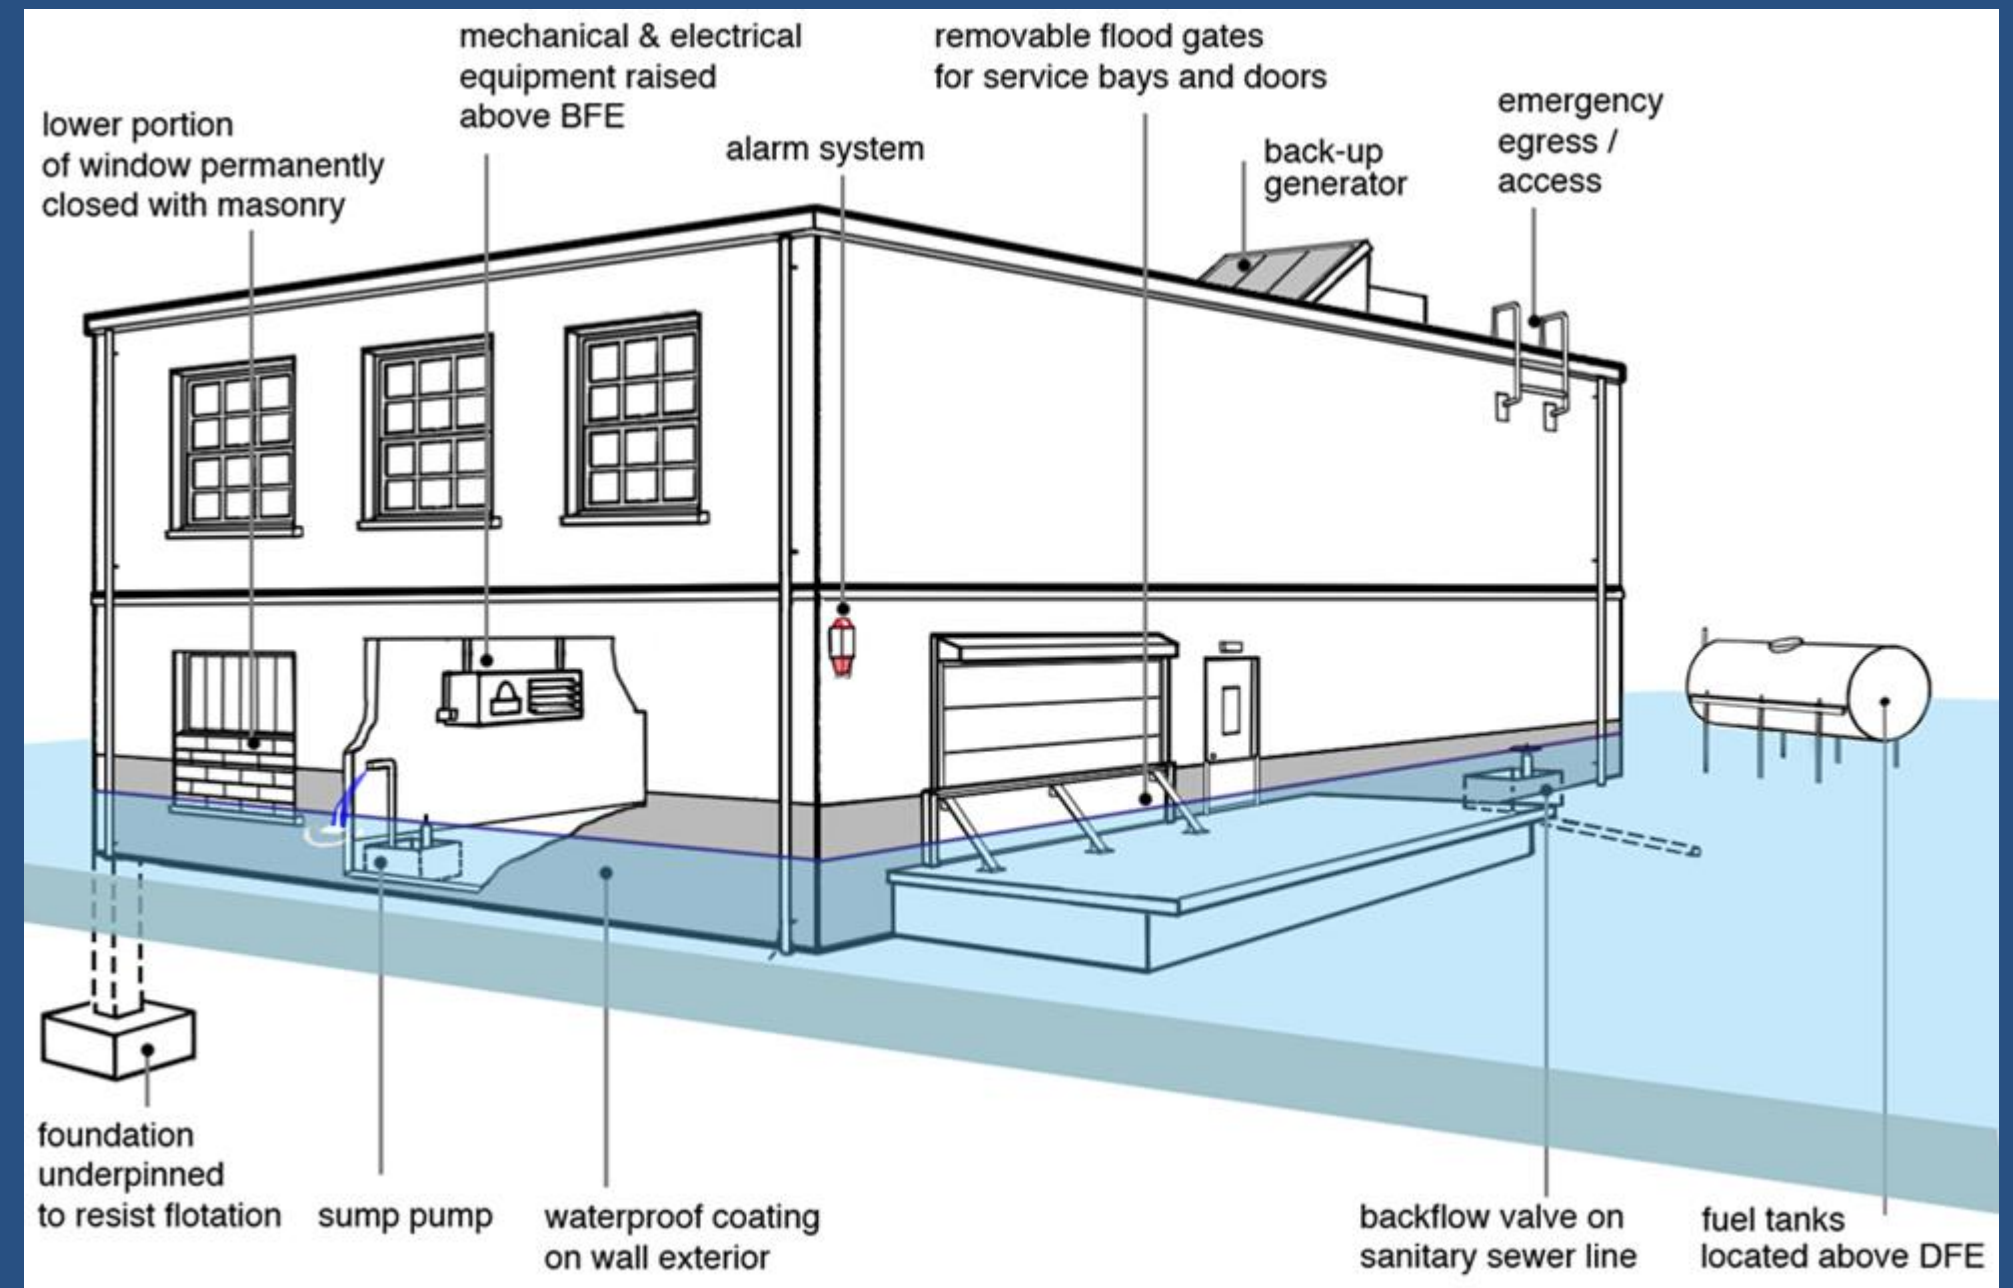 mechanical & electrical
equipment raised
above BFE
removable flood gates
for service bays and doors
lower portion
of window permanently
closed with masonry
alarm system
back-up
generator
emergency
egress /
access
foundation
underpinned
to resist flotation
sump pump
waterproof coating
on wall exterior
backflow valve on
sanitary sewer line
fuel tanks
located above DFE